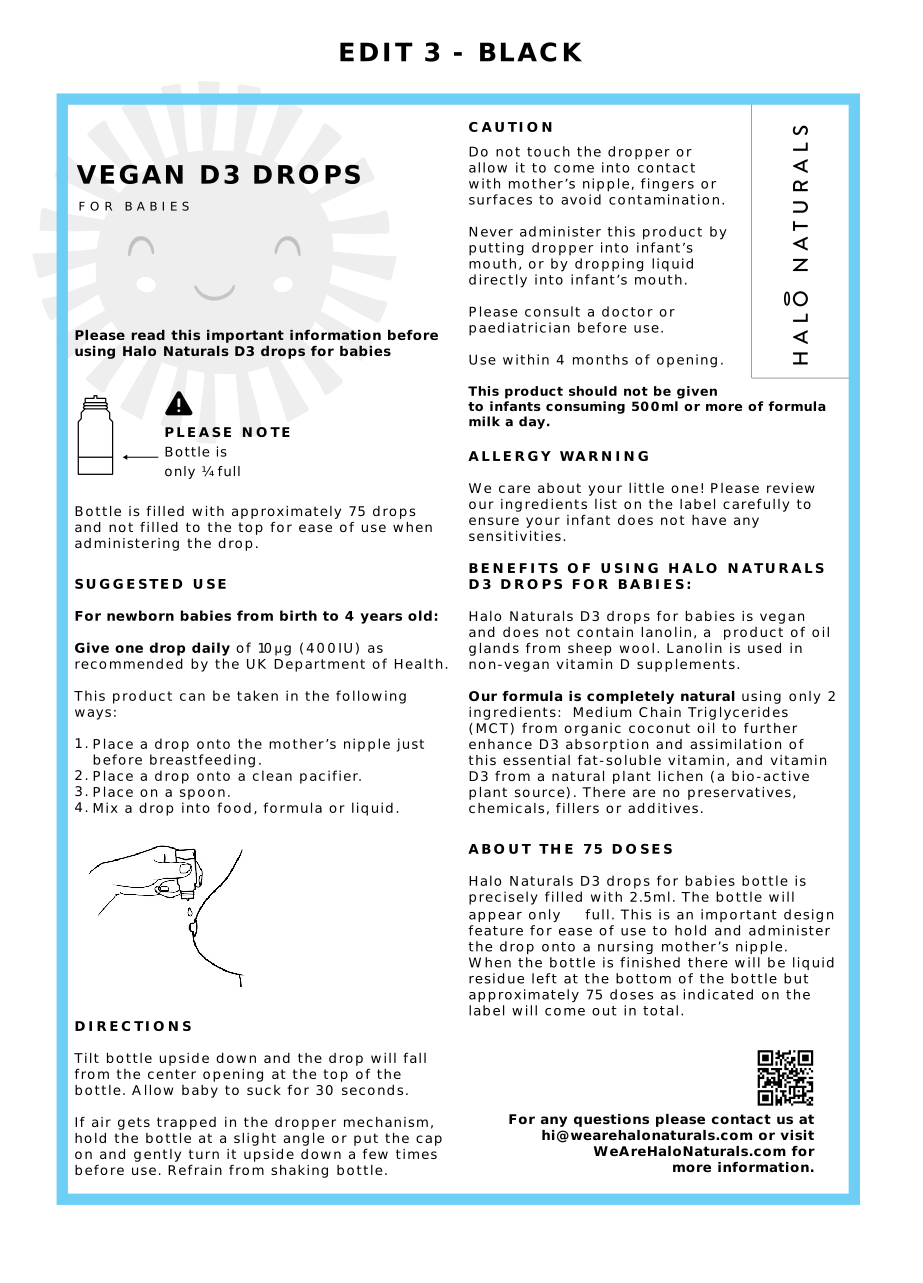 EDIT 3 - BLACK
VEGAN D3 DROPS
FOR BABIES
Please read this important information before
using Halo Naturals D3 drops for babies
PLEASE NOTE
Bottle is
only ¼ full
Bottle is filled with approximately 75 drops
and not filled to the top for ease of use when
administering the drop.
SUGGESTED USE
For newborn babies from birth to 4 years old:
Give one drop daily of 10µg (400IU) as
recommended by the UK Department of Health.
This product can be taken in the following
ways:
1. Place a drop onto the mother’s nipple just
before breastfeeding.
2. Place a drop onto a clean pacifier.
3. Place on a spoon.
4. Mix a drop into food, formula or liquid.
DIRECTIONS
Tilt bottle upside down and the drop will fall
from the center opening at the top of the
bottle. Allow baby to suck for 30 seconds.
If air gets trapped in the dropper mechanism,
hold the bottle at a slight angle or put the cap
on and gently turn it upside down a few times
before use. Refrain from shaking bottle.
CAUTION
Do not touch the dropper or
allow it to come into contact
with mother’s nipple, fingers or
surfaces to avoid contamination.
Never administer this product by
putting dropper into infant’s
mouth, or by dropping liquid
directly into infant’s mouth.
Please consult a doctor or
paediatrician before use.
Use within 4 months of opening.
This product should not be given
to infants consuming 500ml or more of formula
milk a day.
HALO NATURALS
ALLERGY WARNING
We care about your little one! Please review
our ingredients list on the label carefully to
ensure your infant does not have any
sensitivities.
BENEFITS OF USING HALO NATURALS
D3 DROPS FOR BABIES:
Halo Naturals D3 drops for babies is vegan
and does not contain lanolin, a product of oil
glands from sheep wool. Lanolin is used in
non-vegan vitamin D supplements.
Our formula is completely natural using only 2
ingredients: Medium Chain Triglycerides
(MCT) from organic coconut oil to further
enhance D3 absorption and assimilation of
this essential fat-soluble vitamin, and vitamin
D3 from a natural plant lichen (a bio-active
plant source). There are no preservatives,
chemicals, fillers or additives.
ABOUT THE 75 DOSES
Halo Naturals D3 drops for babies bottle is
precisely filled with 2.5ml. The bottle will
appear only full. This is an important design
feature for ease of use to hold and administer
the drop onto a nursing mother’s nipple.
When the bottle is finished there will be liquid
residue left at the bottom of the bottle but
approximately 75 doses as indicated on the
label will come out in total.
For any questions please contact us at
hi@wearehalonaturals.com or visit
WeAreHaloNaturals.com for
more information.